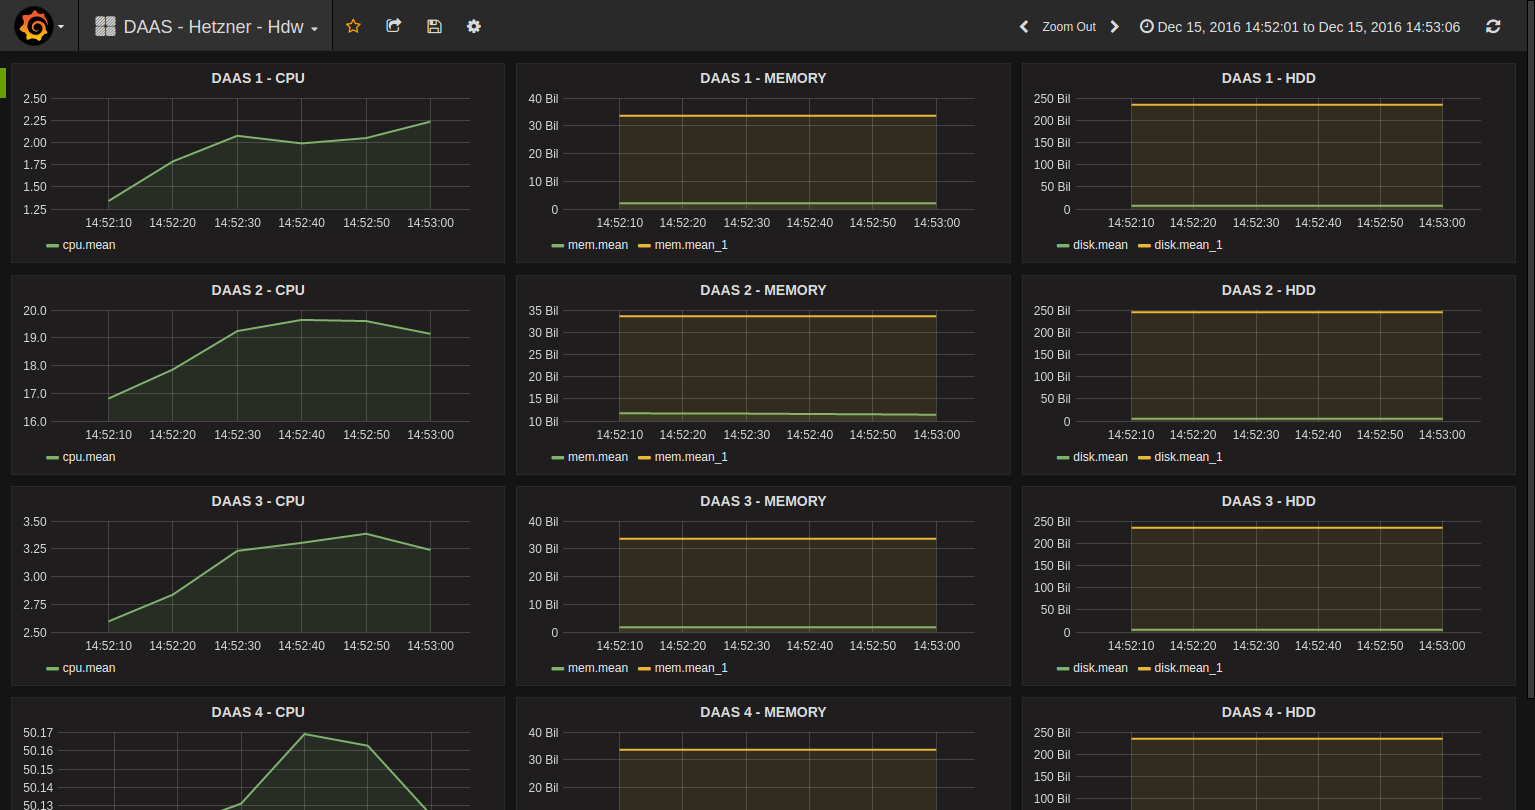 DAAS - Hetzner - Hdw
Zoom Out
Dec 15, 2016 14:52:01 to Dec 15, 2016 14:53:06
DAAS 1 - CPU
2.50
2.25
2.00
1.75
1.50
1.25
14:52:10 14:52:20 14:52:30 14:52:40 14:52:50 14:53:00
cpu.mean
DAAS 1 - MEMORY
40 Bil
30 Bil
20 Bil
10 Bil
0
14:52:10 14:52:20 14:52:30 14:52:40 14:52:50 14:53:00
mem.mean mem.mean_1
DAAS 1 - HDD
250 Bil
200 Bil
150 Bil
100 Bil
50 Bil
0
14:52:10 14:52:20 14:52:30 14:52:40 14:52:50 14:53:00
disk.mean disk.mean_1
DAAS 2 - CPU
20.0
19.0
18.0
17.0
16.0
14:52:10 14:52:20 14:52:30 14:52:40 14:52:50 14:53:00
cpu.mean
DAAS 2 - MEMORY
35 Bil
30 Bil
25 Bil
20 Bil
15 Bil
10 Bil
14:52:10 14:52:20 14:52:30 14:52:40 14:52:50 14:53:00
mem.mean mem.mean_1
DAAS 2 - HDD
250 Bil
200 Bil
150 Bil
100 Bil
50 Bil
0
14:52:10 14:52:20 14:52:30 14:52:40 14:52:50 14:53:00
disk.mean disk.mean_1
DAAS 3 - CPU
3.50
3.25
3.00
2.75
2.50
14:52:10 14:52:20 14:52:30 14:52:40 14:52:50 14:53:00
cpu.mean
DAAS 3 - MEMORY
40 Bil
30 Bil
20 Bil
10 Bil
0
14:52:10 14:52:20 14:52:30 14:52:40 14:52:50 14:53:00
mem.mean mem.mean_1
DAAS 3 - HDD
250 Bil
200 Bil
150 Bil
100 Bil
50 Bil
0
14:52:10 14:52:20 14:52:30 14:52:40 14:52:50 14:53:00
disk.mean disk.mean_1
DAAS 4 - CPU
50.17
50.16
50.15
50.14
50.13
DAAS 4 - MEMORY
40 Bil
30 Bil
20 Bil
DAAS 4 - HDD
250 Bil
200 Bil
150 Bil
100 Bil